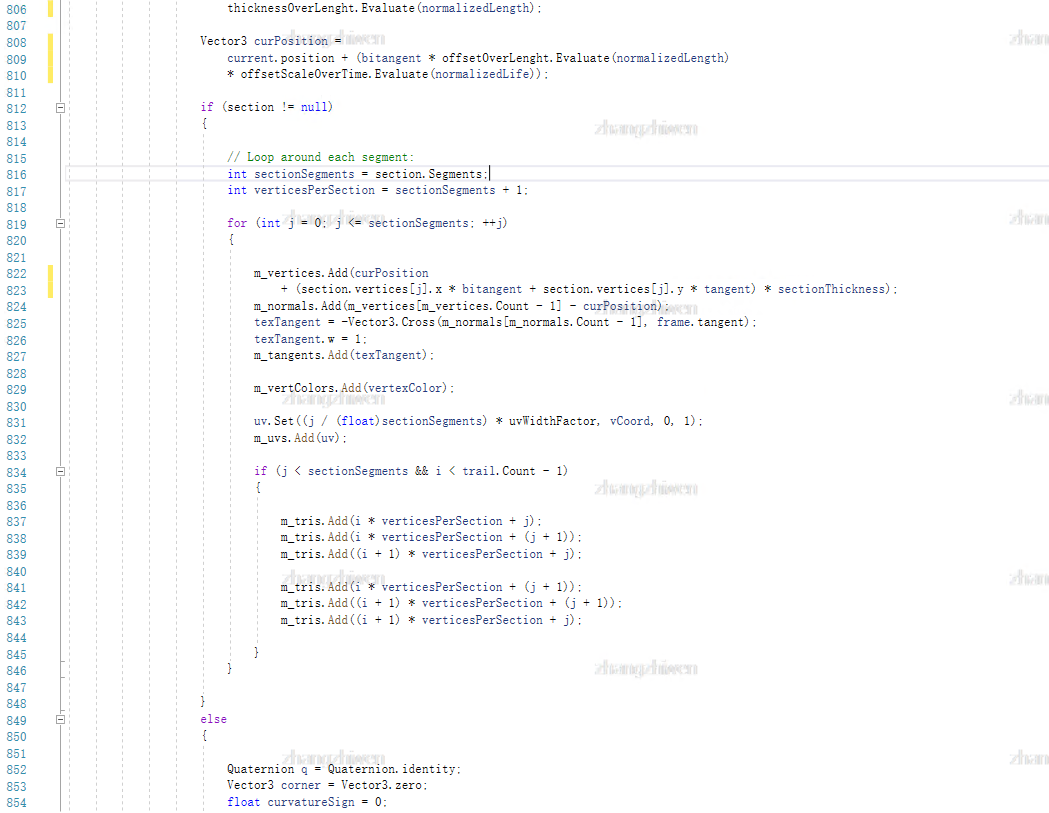 806 thicknessOverLenght.Evaluate(normalizedLength);
807
808 Vector3 curPosition =
809 current.position + (bitangent * offsetOverLenght.Evaluate(normalizedLength)
810 * offsetScaleOverTime.Evaluate(normalizedLife));
811
812 if (section != null)
813 {
814
815 // Loop around each segment:
816 int sectionSegments = section.Segments;
817 int verticesPerSection = sectionSegments + 1;
818
819 for (int j = 0; j <= sectionSegments; ++j)
820 {
821
822 m_vertices.Add(curPosition
823 + (section.vertices[j].x * bitangent + section.vertices[j].y * tangent) * sectionThickness);
824 m_normals.Add(m_vertices[m_vertices.Count - 1] - curPosition);
825 texTangent = -Vector3.Cross(m_normals[m_normals.Count - 1], frame.tangent);
826 texTangent.w = 1;
827 m_tangents.Add(texTangent);
828
829 m_vertColors.Add(vertexColor);
830
831 uv.Set((j / (float)sectionSegments) * uvWidthFactor, vCoord, 0, 1);
832 m_uvs.Add(uv);
833
834 if (j < sectionSegments && i < trail.Count - 1)
835 {
836
837 m_tris.Add(i * verticesPerSection + j);
838 m_tris.Add(i * verticesPerSection + (j + 1));
839 m_tris.Add((i + 1) * verticesPerSection + j);
840
841 m_tris.Add(i * verticesPerSection + (j + 1));
842 m_tris.Add((i + 1) * verticesPerSection + (j + 1));
843 m_tris.Add((i + 1) * verticesPerSection + j);
844
845 }
846 }
847
848 }
849 else
850 {
851
852 Quaternion q = Quaternion.identity;
853 Vector3 corner = Vector3.zero;
854 float curvatureSign = 0;
zhangzhiwen